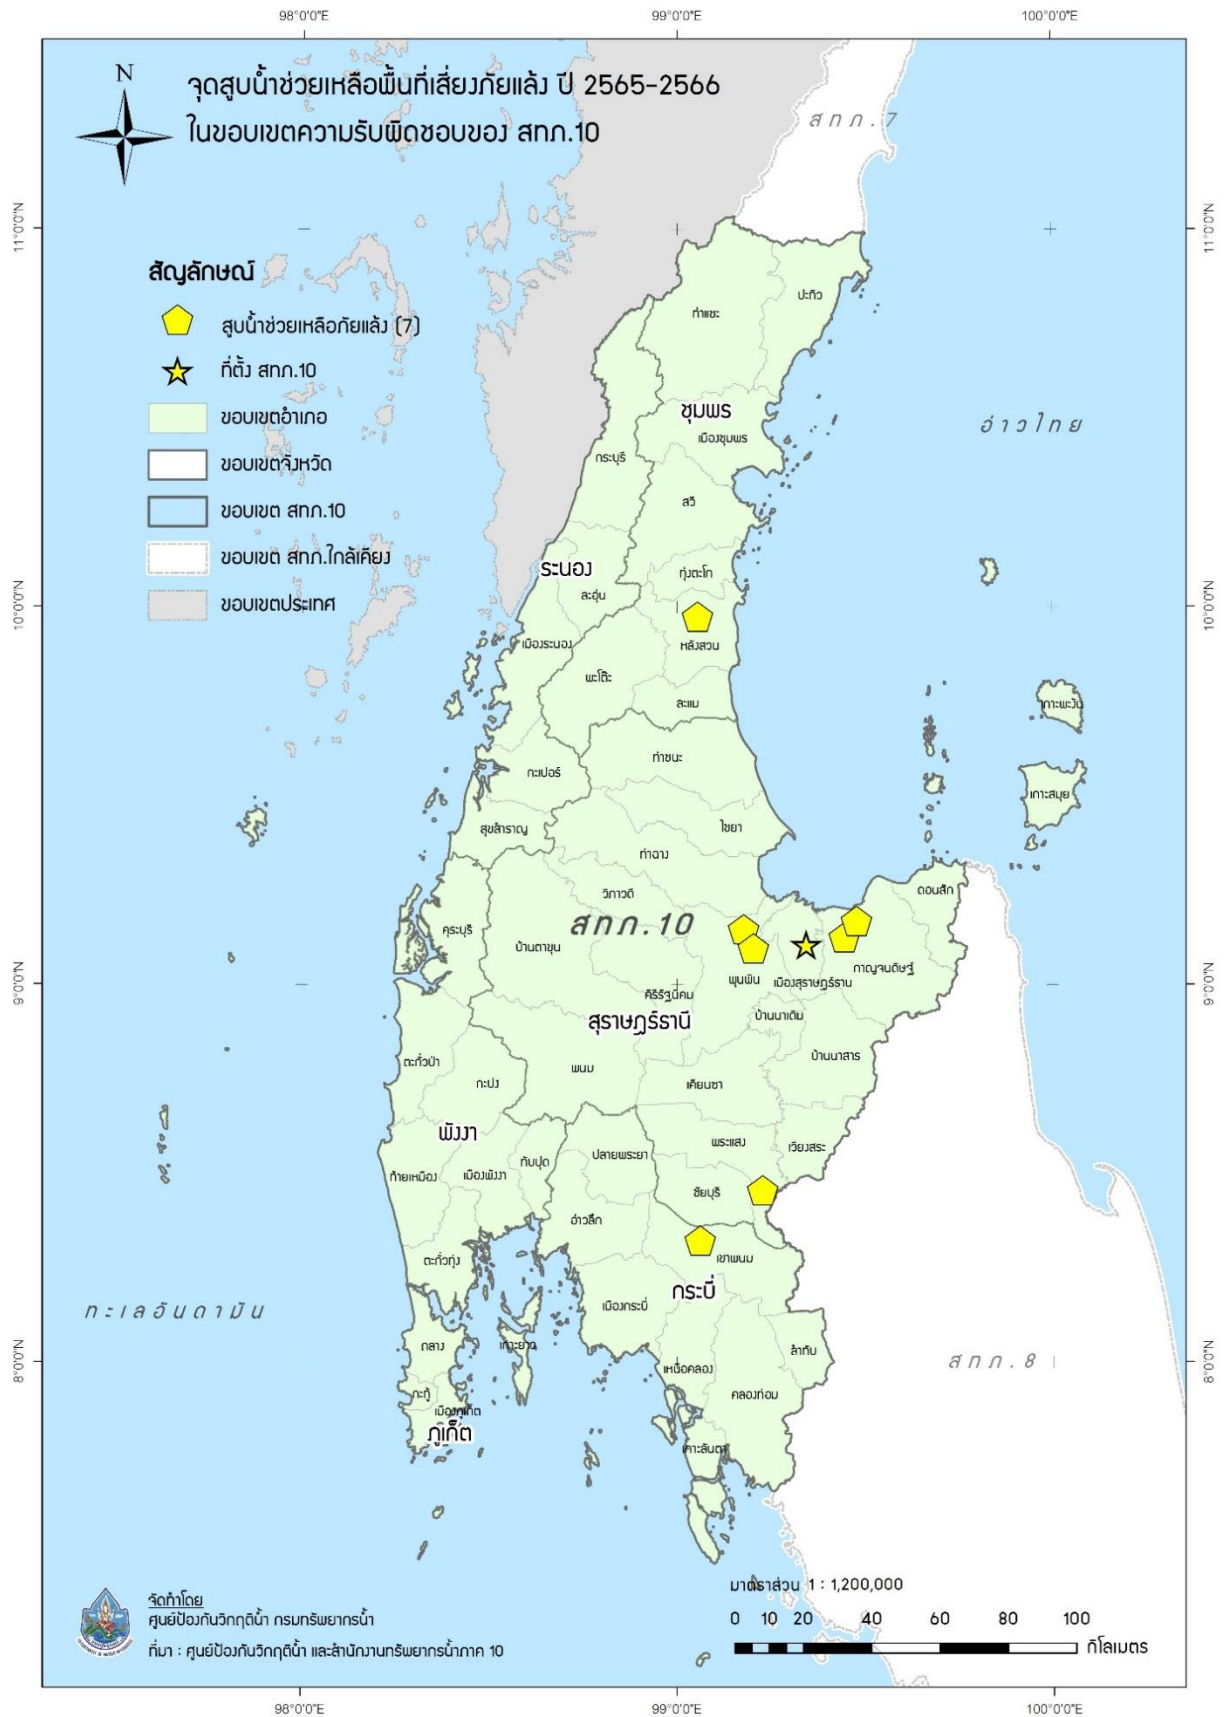 98°0'0"E
99°0'0"E
100°0'0"E
N
จุดสูบน้ำช่วยเหลือพื้นที่เสี่ยงภัยแล้ง ปี 2565-2566
ในขอบเขตความรับผิดชอบของ สทภ.10
สทภ.7
11°0'0"N
11°0'0"N
สัญลักษณ์
สูบน้ำช่วยเหลือภัยแล้ง (7)
ที่ตั้ง สทภ.10
ขอบเขตอำเภอ
ขอบเขตจังหวัด
ขอบเขต สทภ.10
ขอบเขต สทภ.ใกล้เคียง
ขอบเขตประเทศ
ปะทิว
ท่าแซะ
ชุมพร
เมืองชุมพร
อ่าวไทย
กระบุรี
สวี
ระนอง
ทุ่งตะโก
ละอุ่น
10°0'0"N
10°0'0"N
เมืองระนอง
หลังสวน
พะโต๊ะ
ละแม
เกาะพะงัน
ท่าชนะ
กะเปอร์
เกาะสมุย
สุขสำราญ
ไชยา
ท่าฉาง
วิภาวดี
ดอนสัก
สทภ.10
คุระบุรี
บ้านตาขุน
พุนพิน
เมืองสุราษฎร์ธาน
กาญจนดิษฐ์
9°0'0"N
9°0'0"N
คีรีรัฐนิคม
สุราษฎร์ธานี
บ้านนาเดิม
ตะกั่วป่า
กะปง
พนม
บ้านนาสาร
เคียนซา
พังงา
พระแสง
เวียงสระ
ท้ายเหมือง
เมืองพังงา
ทับปุด
ปลายพระยา
ชัยบุรี
อ่าวลึก
ตะกั่วทุ่ง
เขาพนม
กระบี่
ทะเลอันดามัน
เมืองกระบี่
ถลาง
เกาะยาว
ลำทับ
8°0'0"N
8°0'0"N
สทภ.8
เหนือคลอง
กะทู้
คลองท่อม
เมืองภูเก็ต
ภูเก็ต
เกาะลันตา
จัดทำโดย
ศูนย์ป้องกันวิกฤติน้ำ กรมทรัพยากรน้ำ
ที่มา : ศูนย์ป้องกันวิกฤติน้ำ และสำนักงานทรัพยากรน้ำภาค 10
มาตราส่วน 1 : 1,200,000
0 10 20 40 60 80 100
กิโลเมตร
98°0'0"E
99°0'0"E
100°0'0"E